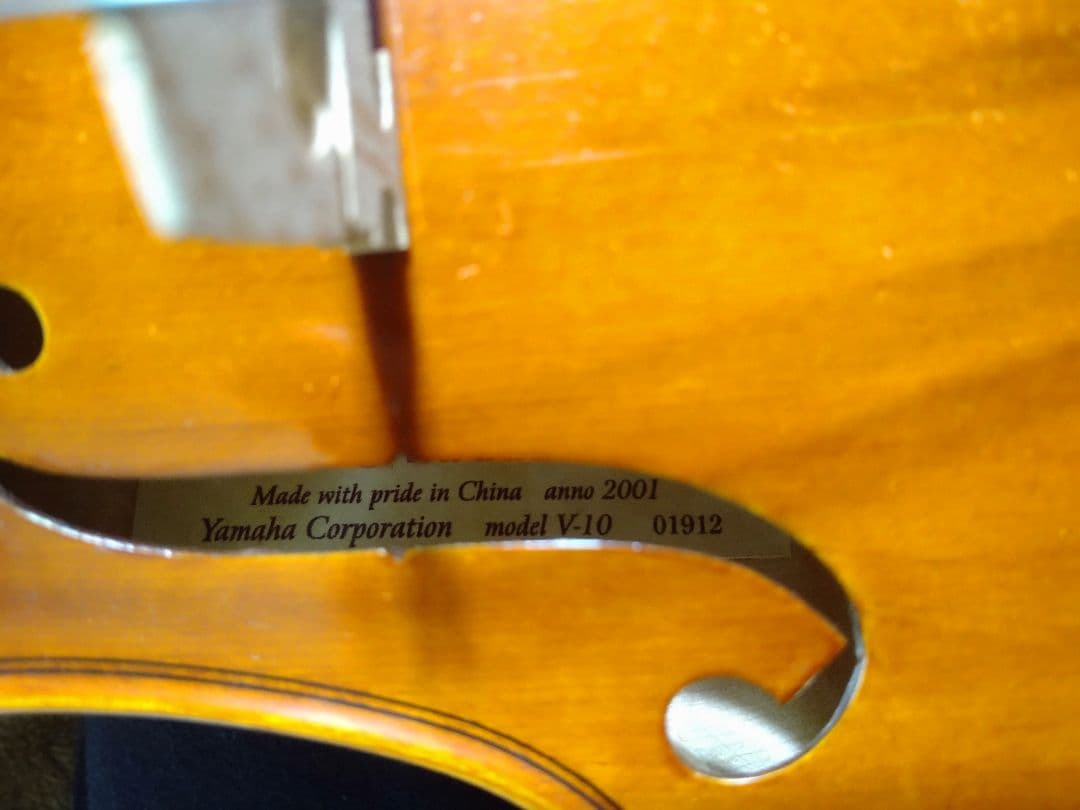 Made with pride in China anno 2001
Yamaha Corporation model V-10 01912